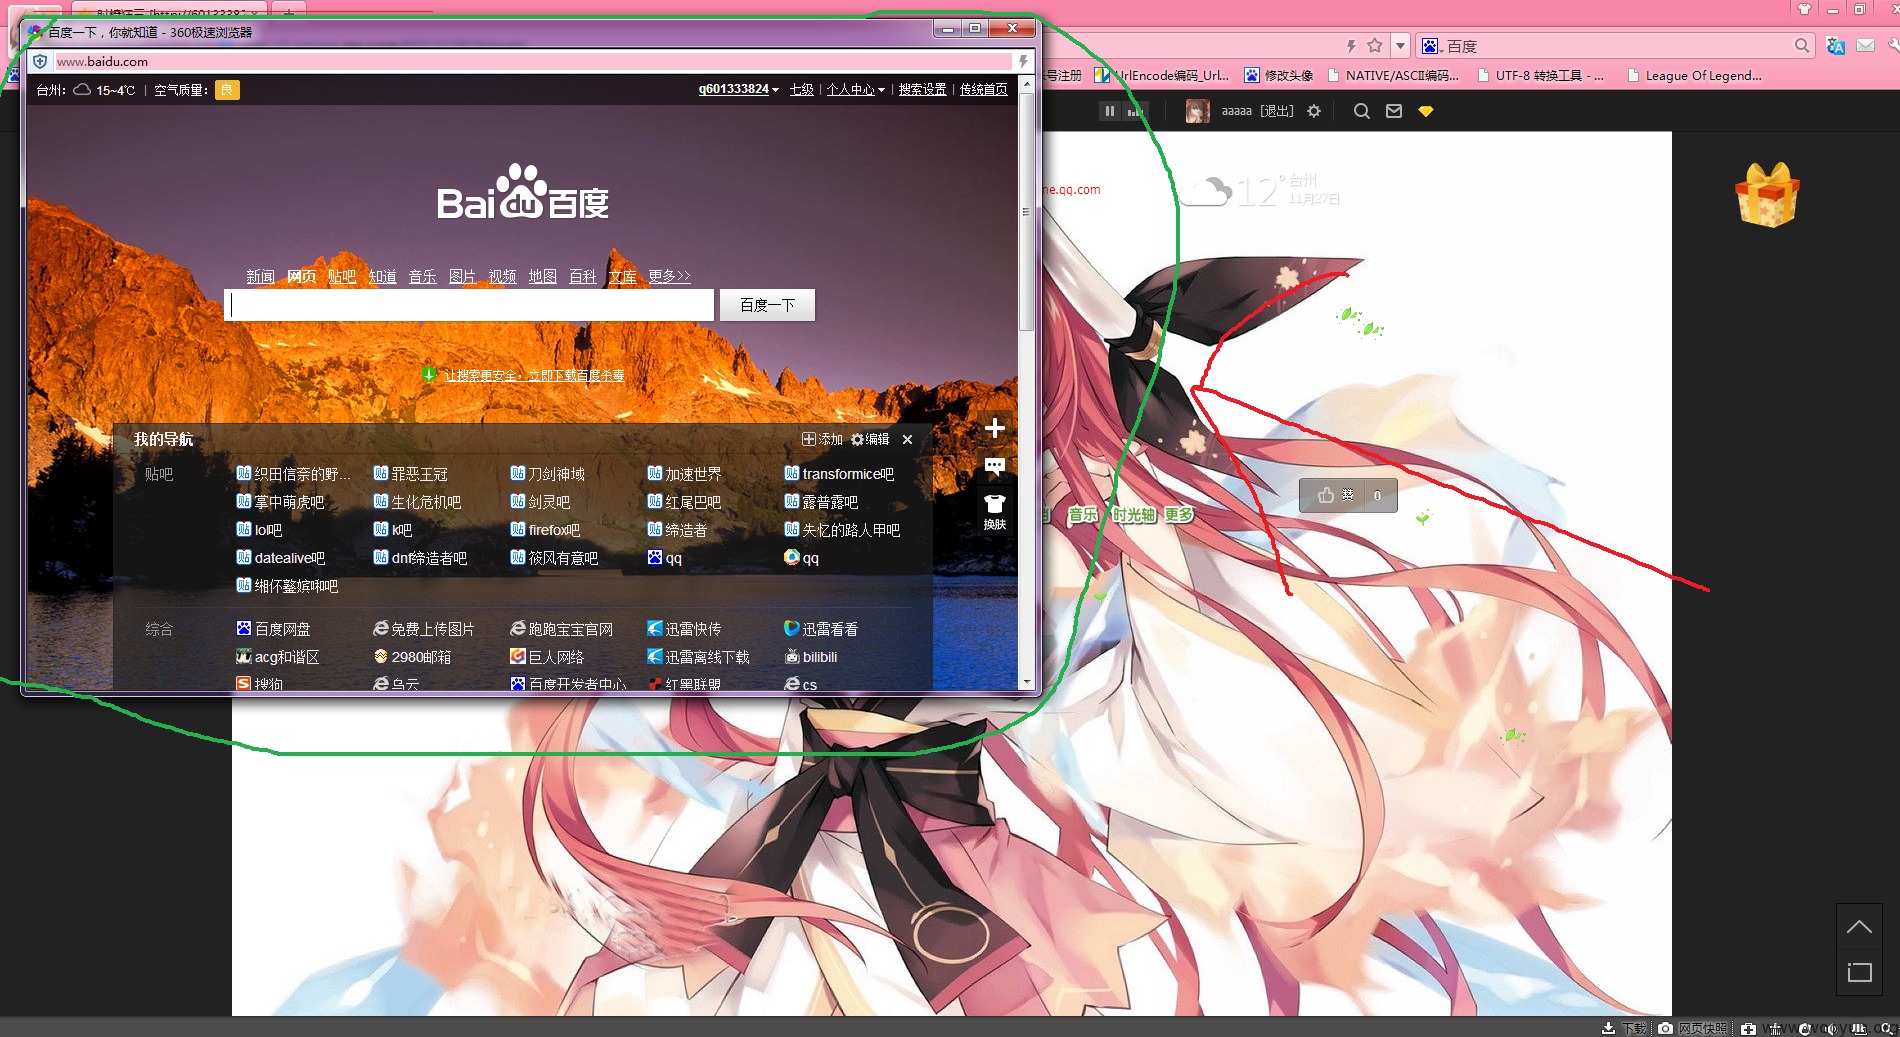 百度一下，你就知道 - 360极速浏览器
www.baidu.com
百度
号注册 UrlEncode编码_Url... 修改头像 NATIVE/ASCII编码... UTF-8 转换工具 - ... League Of Legend...
台州： 15~4℃ | 空气质量： 良 q601333824 七级 | 个人中心 | 搜索设置 | 传统首页
aaaaa [退出]
Bai du 百度
me.qq.com
12° 台州
11月27日
新闻 网页 贴吧 知道 音乐 图片 视频 地图 百科 文库 更多>>
百度一下
让搜索更安全，立即下载百度杀毒
我的导航 添加 编辑
贴吧 织田信奈的野... 罪恶王冠 刀剑神域 加速世界 transformice吧
掌中萌虎吧 生化危机吧 剑灵吧 红尾巴吧 露普露吧
lol吧 k吧 firefox吧 缔造者 失忆的路人甲吧
datealive吧 dnf缔造者吧 筱风有意吧 qq qq
换肤
赞 0
音乐 时光轴 更多
综合 百度网盘 免费上传图片 跑跑宝宝官网 迅雷快传 迅雷看看
acg和谐区 2980邮箱 巨人网络 迅雷离线下载 bilibili
搜狗 乌云 百度开发者中心 红黑联盟 cs
下载 网页快照